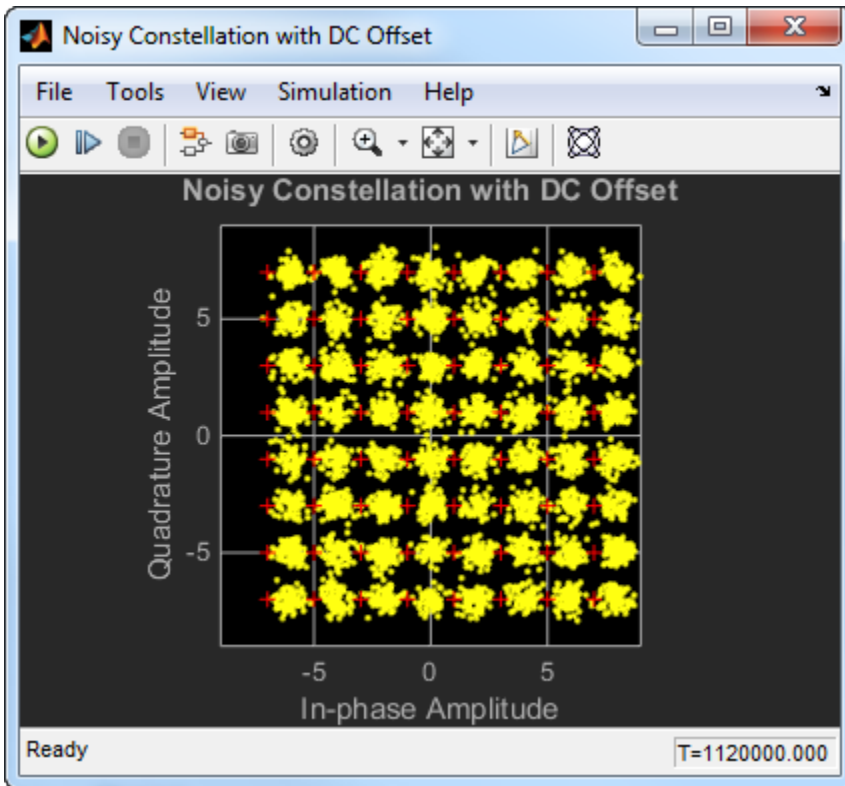 Noisy Constellation with DC Offset
File Tools View Simulation Help
Noisy Constellation with DC Offset
Quadrature Amplitude
5
0
-5
-5 0 5
In-phase Amplitude
Ready T=1120000.000